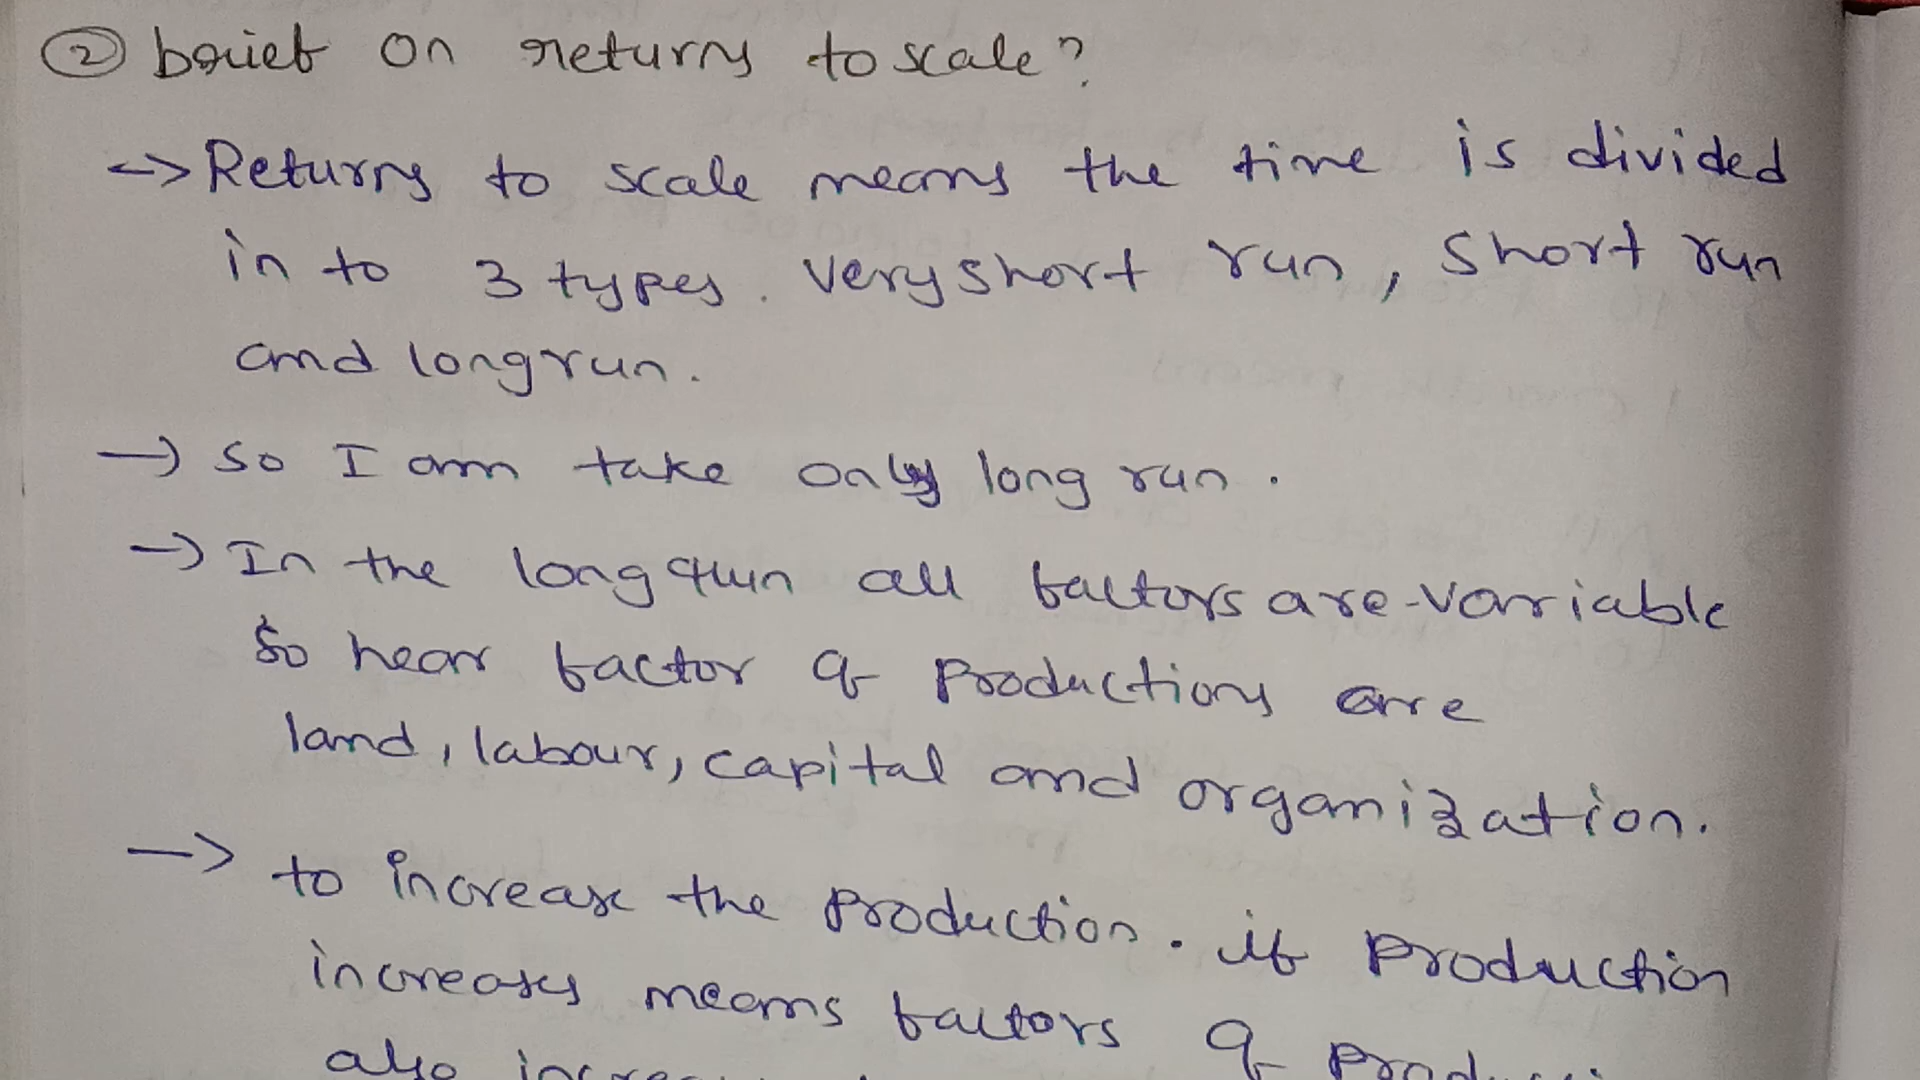 ② brief on returns to scale?
-> Returns to scale means the time is divided
in to 3 types. very short run, short run
and long run.
→ so I am take only long run.
→ In the long run all factors are variable
So hear factor of Productions are
land, labour, capital and organization.
-> to increase the production. if production
increases means factors of
also